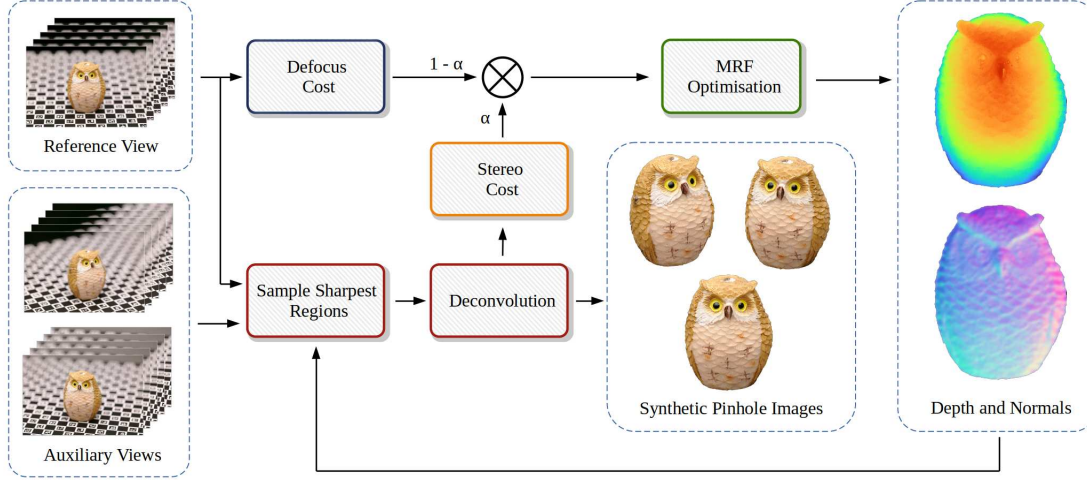 Reference View
Auxiliary Views
Defocus
Cost
1 - α
α
MRF
Optimisation
Stereo
Cost
Sample Sharpest
Regions
Deconvolution
Synthetic Pinhole Images
Depth and Normals